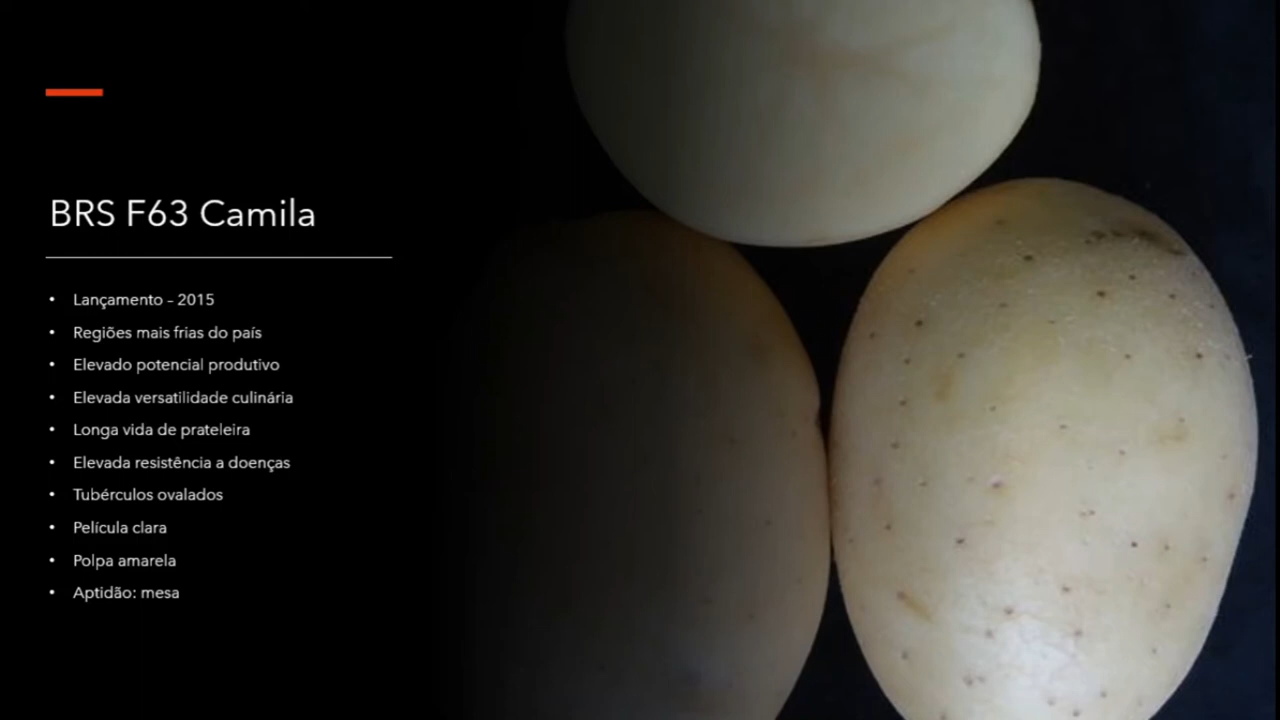 BRS F63 Camila
• Lançamento – 2015
• Regiões mais frias do país
• Elevado potencial produtivo
• Elevada versatilidade culinária
• Longa vida de prateleira
• Elevada resistência a doenças
• Tubérculos ovalados
• Película clara
• Polpa amarela
• Aptidão: mesa